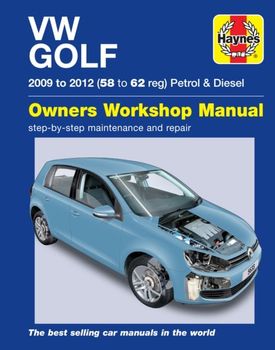 VW
GOLF
Haynes
2009 to 2012 (58 to 62 reg) Petrol & Diesel
Owners Workshop Manual
step-by-step maintenance and repair
The best selling car manuals in the world